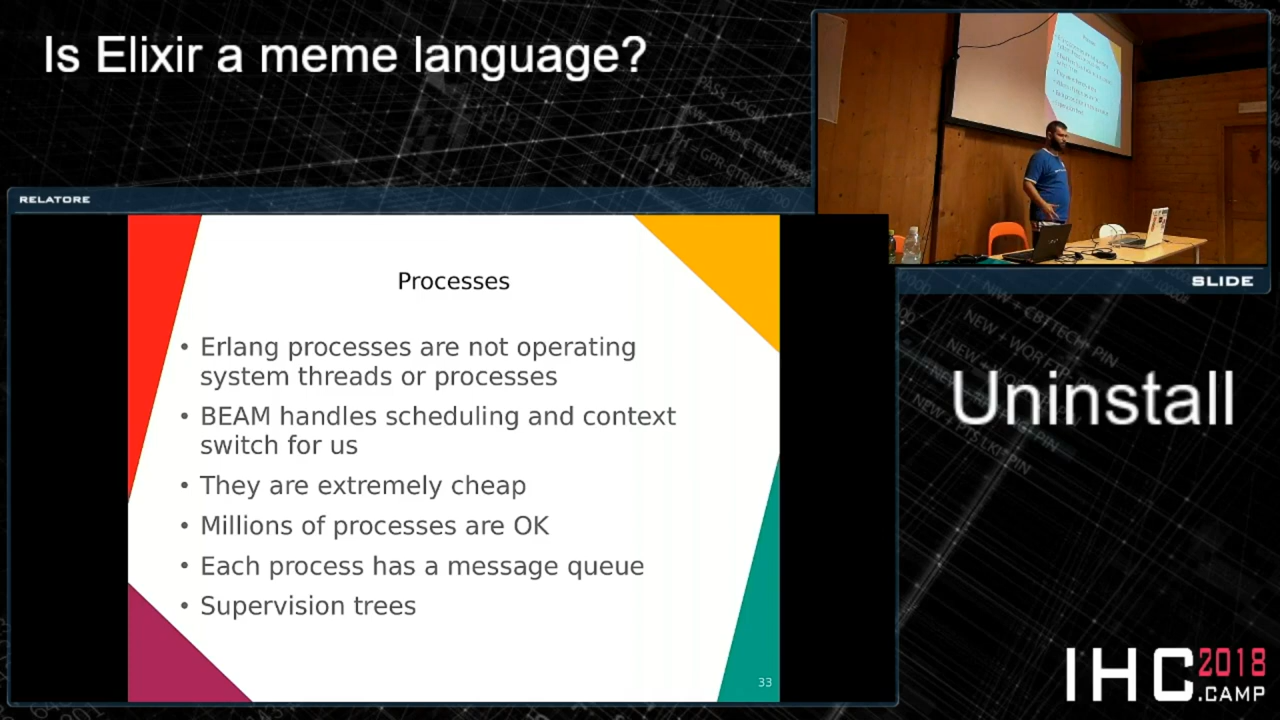 Is Elixir a meme language?
RELATORE
Processes
• Erlang processes are not operating
system threads or processes
• BEAM handles scheduling and context
switch for us
• They are extremely cheap
• Millions of processes are OK
• Each process has a message queue
• Supervision trees
33
SLIDE
Uninstall
IHC 2018
.CAMP